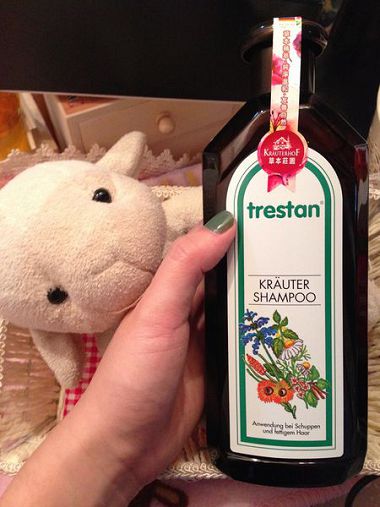 KRÄUTERHOF
草本莊園
trestan®
KRÄUTER
SHAMPOO
Anwendung bei Schuppen
und fettigem Haar